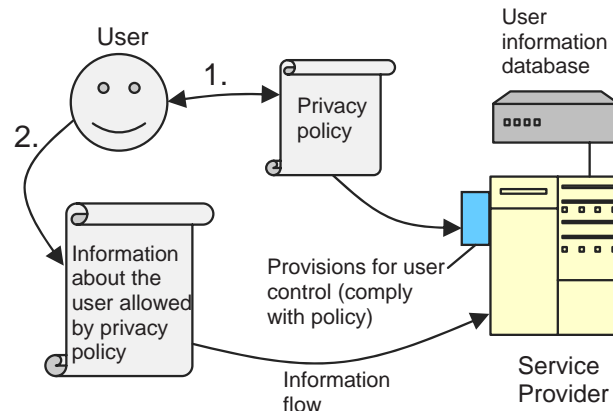 User
1.
User
information
database
Privacy
policy
2.
Information
about the
user allowed
by privacy
policy
Provisions for user
control (comply
with policy)
Information
flow
Service
Provider